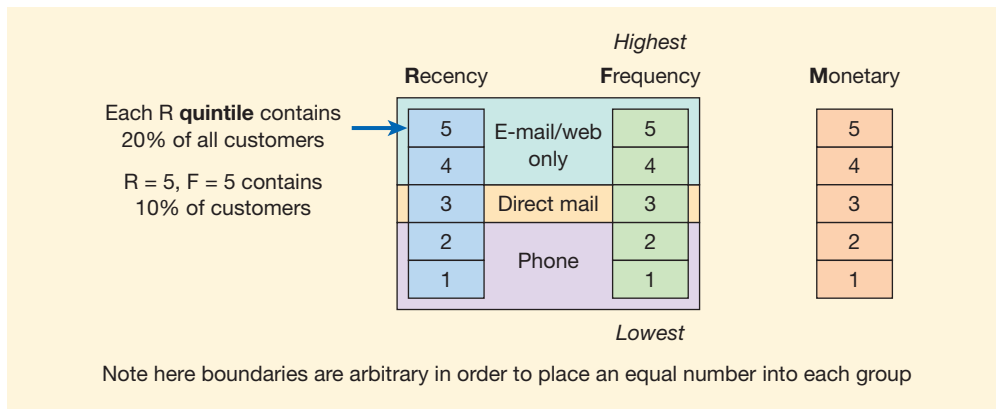 Highest
Recency
Frequency
Monetary
Each R quintile contains
20% of all customers
R = 5, F = 5 contains
10% of customers
5
E-mail/web
only
5
5
4
4
4
3
Direct mail
3
3
2
2
2
Phone
1
1
1
Lowest
Note here boundaries are arbitrary in order to place an equal number into each group